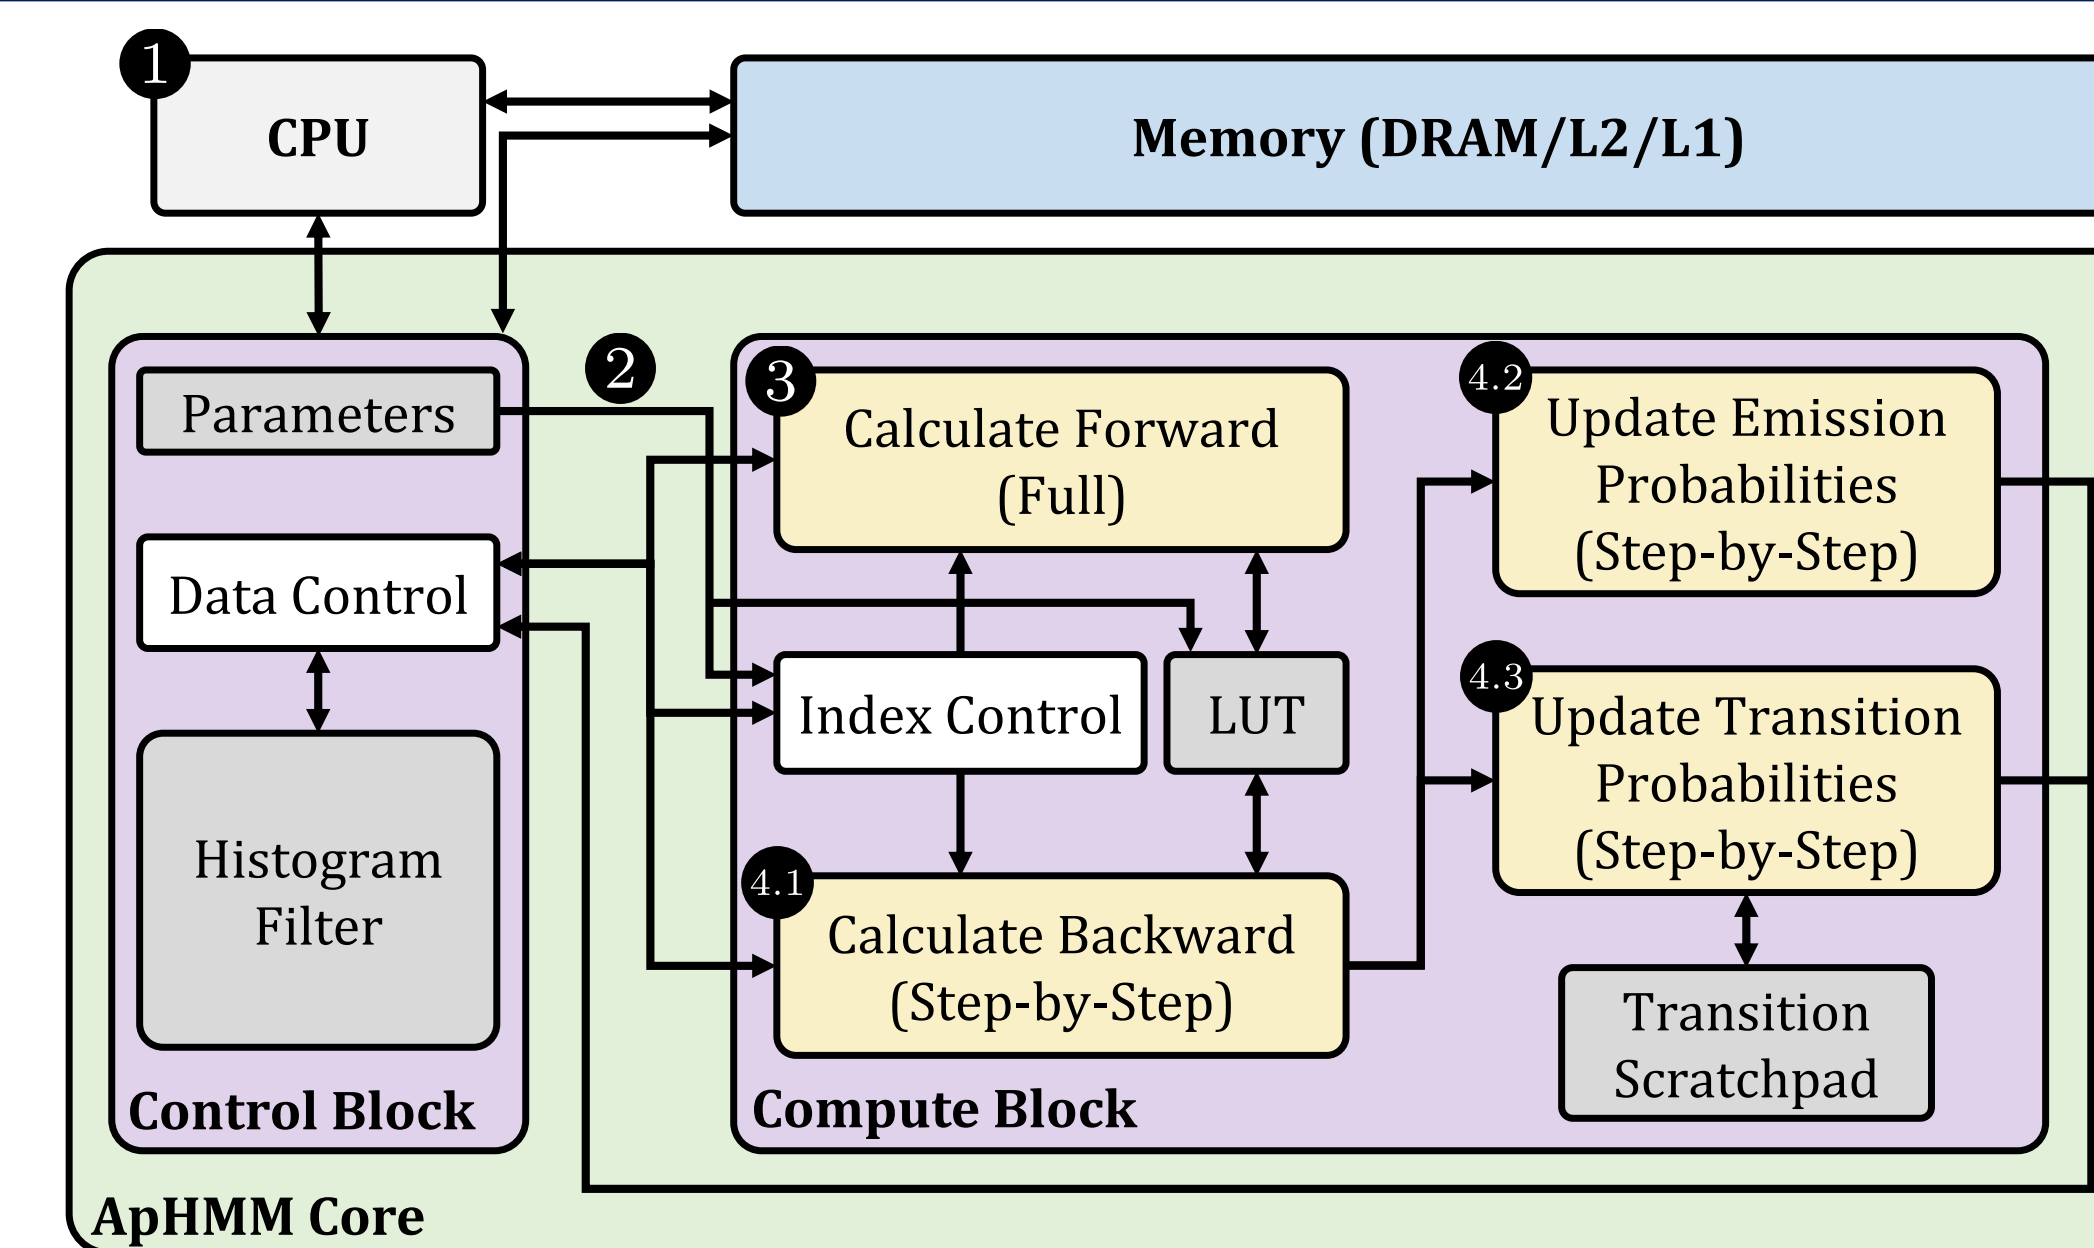 1
CPU
Memory (DRAM/L2/L1)
2
Parameters
Data Control
Histogram
Filter
Control Block
3
Calculate Forward
(Full)
Index Control
LUT
4.1
Calculate Backward
(Step-by-Step)
4.2
Update Emission
Probabilities
(Step-by-Step)
4.3
Update Transition
Probabilities
(Step-by-Step)
Transition
Scratchpad
Compute Block
ApHMM Core